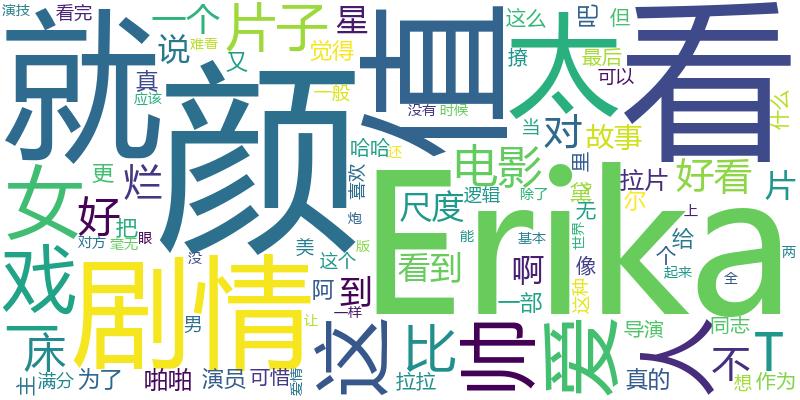 演技
看完
一个
难看
片子
星
这么
吧
但
就
说
觉得
撩
最后
看
颜
值
太
真
又
应该
一般
没有
时候
可以
什么
当
对
故事
女
更
烂
哈哈
还
喜欢
电影
尺度
逻辑
除了
黛
里
拉片
好看
片
好
把
Erika
无
尔
对方
毫无
眼
版
能
基本
世界
上
给
戏
剧情
没
美
这个
阿
到
看到
啊
像
这种
个
起来
两
全
男
一样
让
一部
床
这
比
帅
爱
导演
人
同志
不
T
主
满分
为了
啪啪
演员
可惜
爱情
拉拉
真的
想
作为